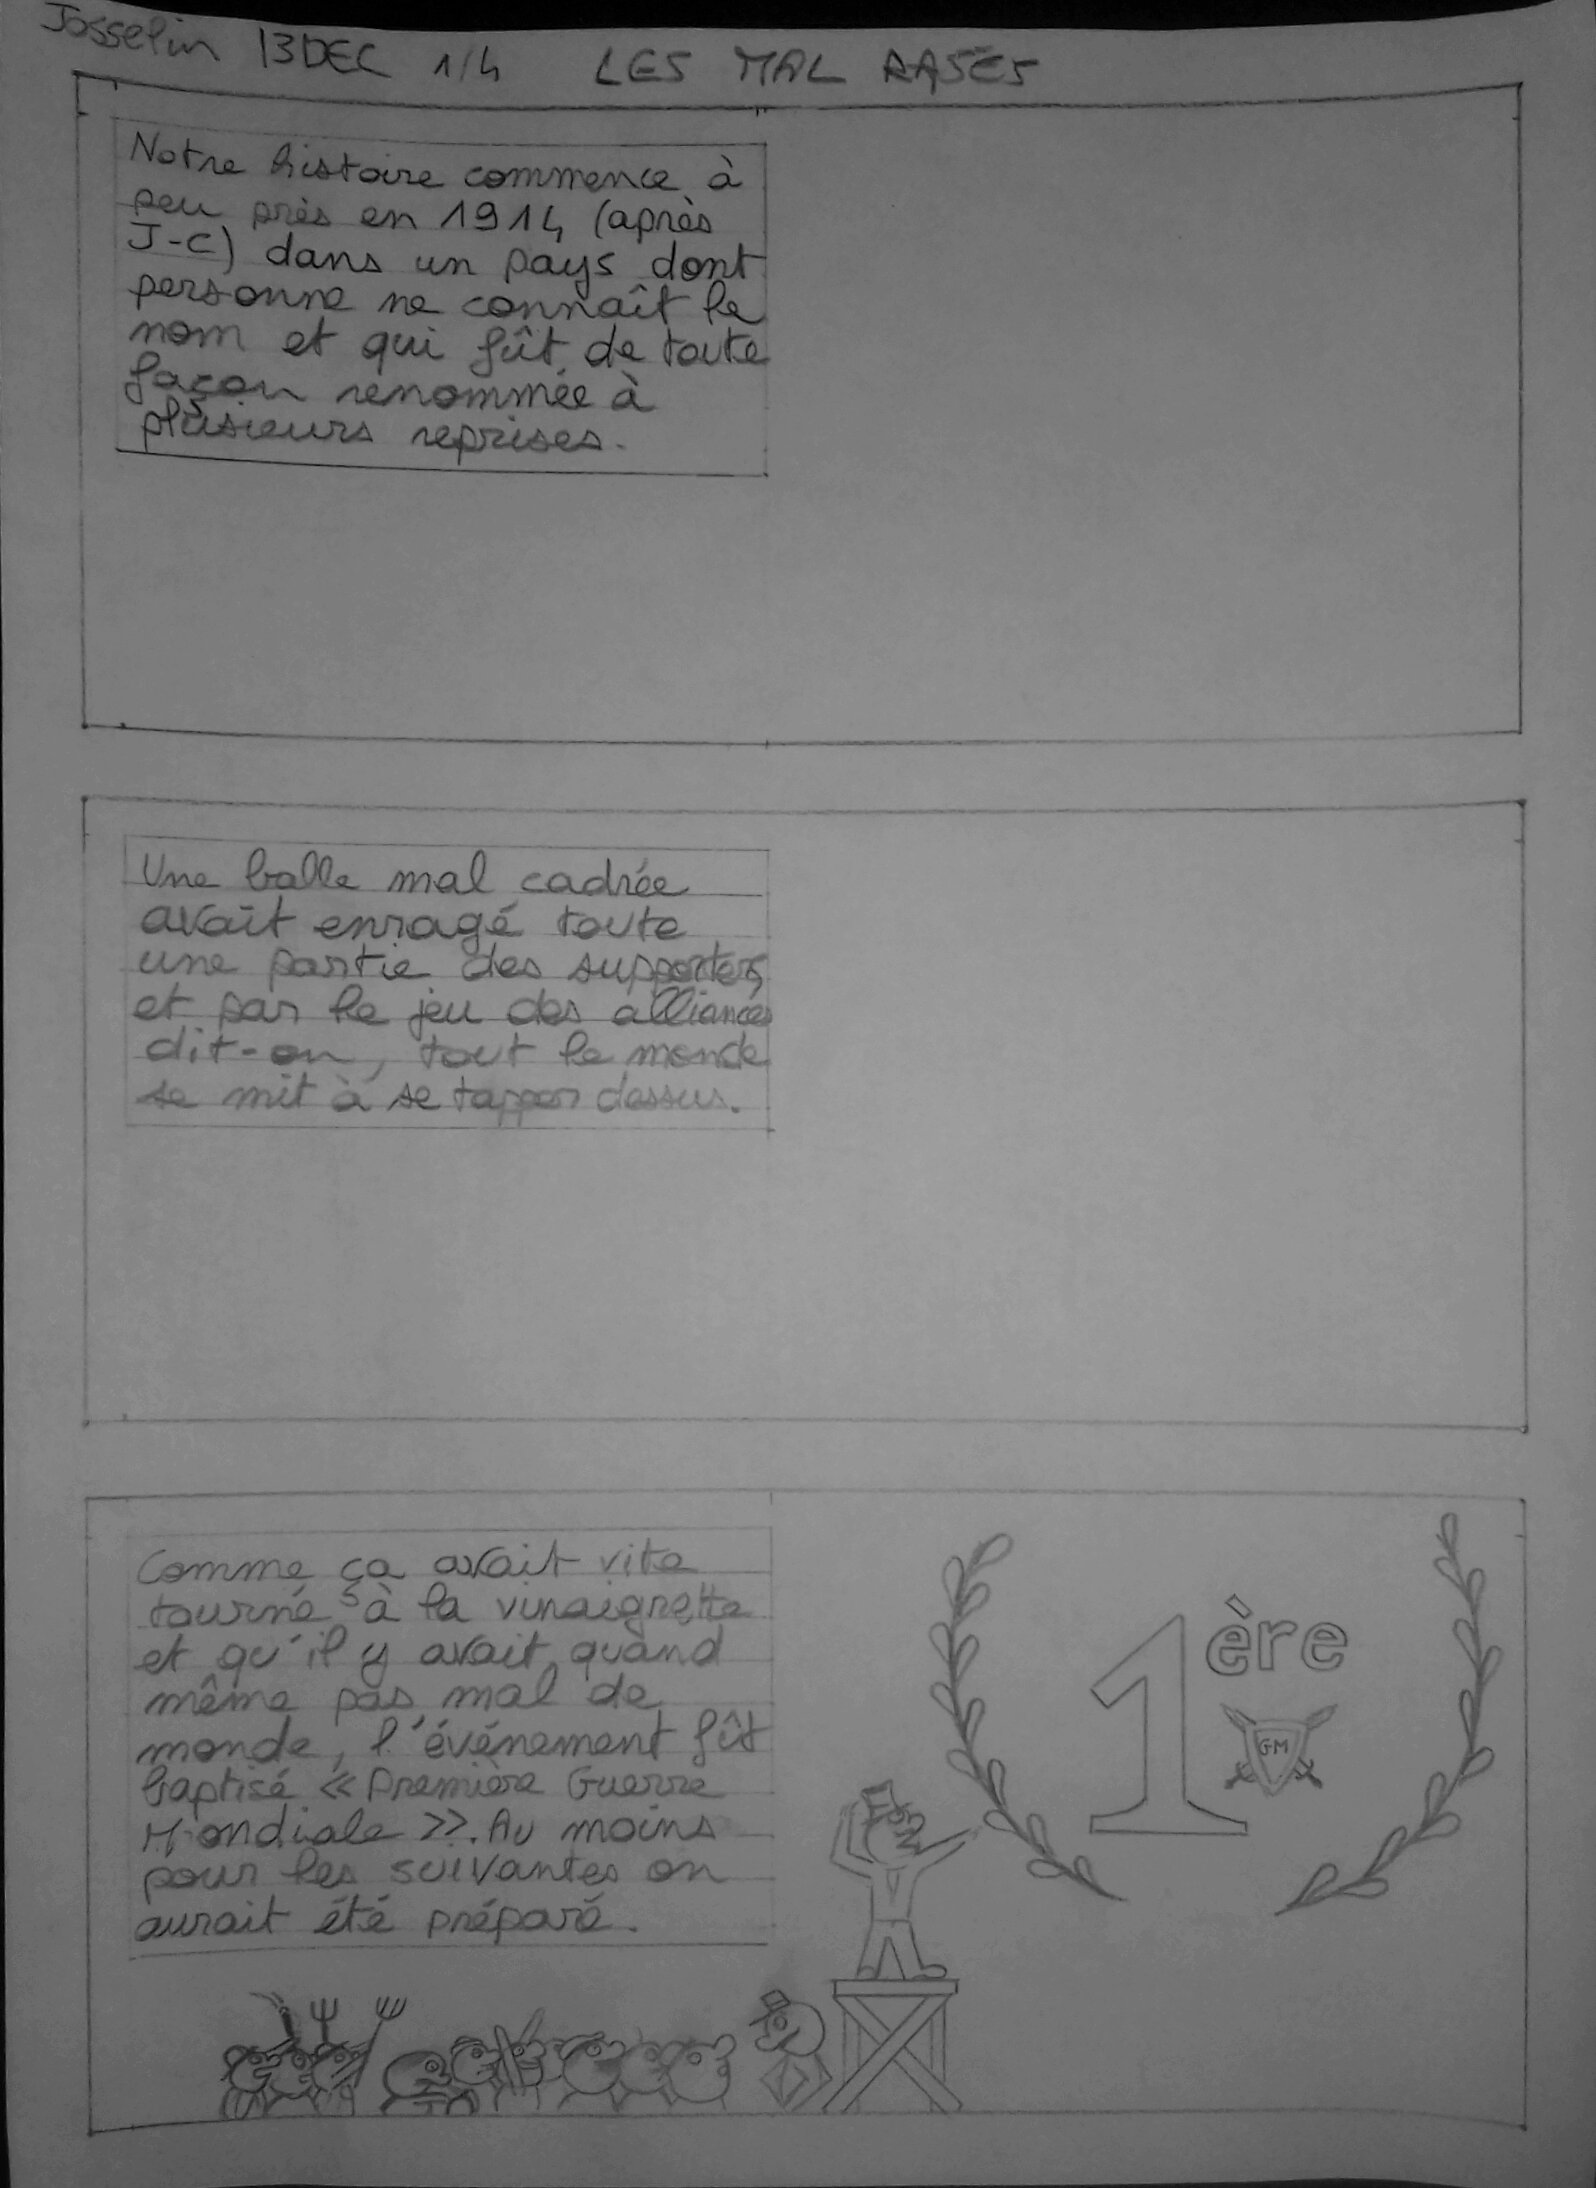 Josselin 13DEC 1/4 LES MAL RASÉS
Notre histoire commence à
peu près en 1914 (après
J-C) dans un pays dont
personne ne connaît le
nom et qui fût de toute
façon renommée à
plusieurs reprises.
Une balle mal cadrée
avait enragé toute
une partie des supporters,
et par le jeu des alliances
dit-on, tout le monde
se mit à se tapper dessus.
Comme ça avait vite
tourné à la vinaigrette
et qu'il y avait quand
même pas mal de
monde, l'événement fût
baptisé « Première Guerre
Mondiale ». Au moins
pour les suivantes on
aurait été préparé.
1ère
GM